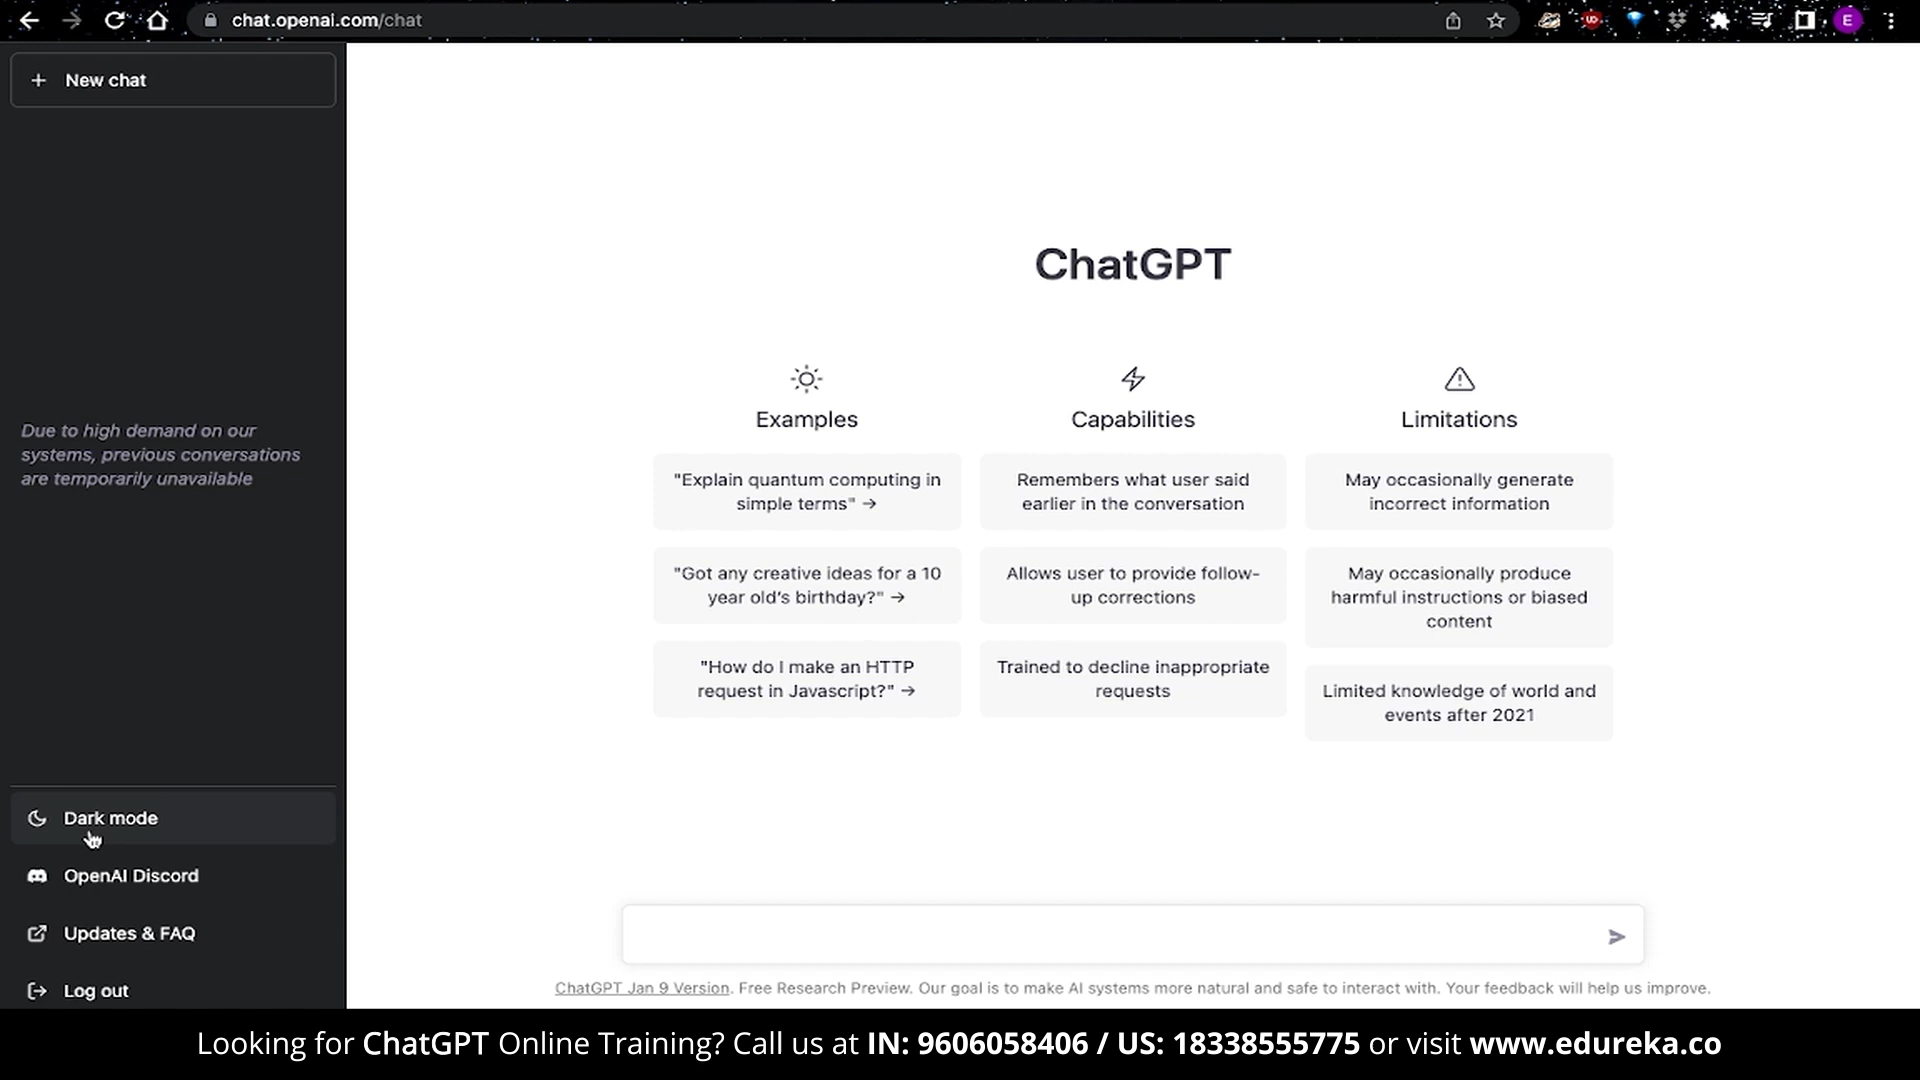 chat.openai.com/chat
E
+ New chat
Due to high demand on our
systems, previous conversations
are temporarily unavailable
Dark mode
OpenAI Discord
Updates & FAQ
Log out
ChatGPT
Examples
"Explain quantum computing in
simple terms" →
"Got any creative ideas for a 10
year old's birthday?" →
"How do I make an HTTP
request in Javascript?" →
Capabilities
Remembers what user said
earlier in the conversation
Allows user to provide follow-
up corrections
Trained to decline inappropriate
requests
Limitations
May occasionally generate
incorrect information
May occasionally produce
harmful instructions or biased
content
Limited knowledge of world and
events after 2021
ChatGPT Jan 9 Version. Free Research Preview. Our goal is to make AI systems more natural and safe to interact with. Your feedback will help us improve.
Looking for ChatGPT Online Training? Call us at IN: 9606058406 / US: 18338555775 or visit www.edureka.co